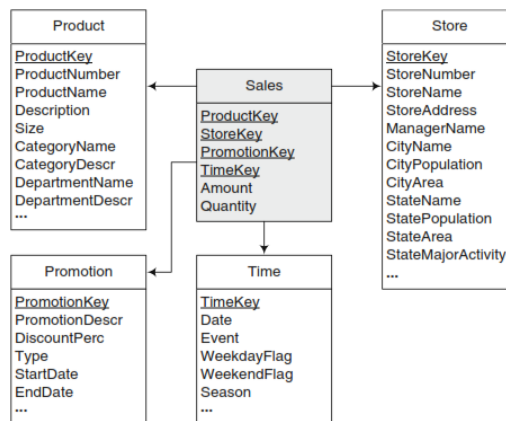 Product
ProductKey
ProductNumber
ProductName
Description
Size
CategoryName
CategoryDescr
DepartmentName
DepartmentDescr
...
Sales
ProductKey
StoreKey
PromotionKey
TimeKey
Amount
Quantity
Store
StoreKey
StoreNumber
StoreName
StoreAddress
ManagerName
CityName
CityPopulation
CityArea
StateName
StatePopulation
StateArea
StateMajorActivity
...
Promotion
PromotionKey
PromotionDescr
DiscountPerc
Type
StartDate
EndDate
...
Time
TimeKey
Date
Event
WeekdayFlag
WeekendFlag
Season
...